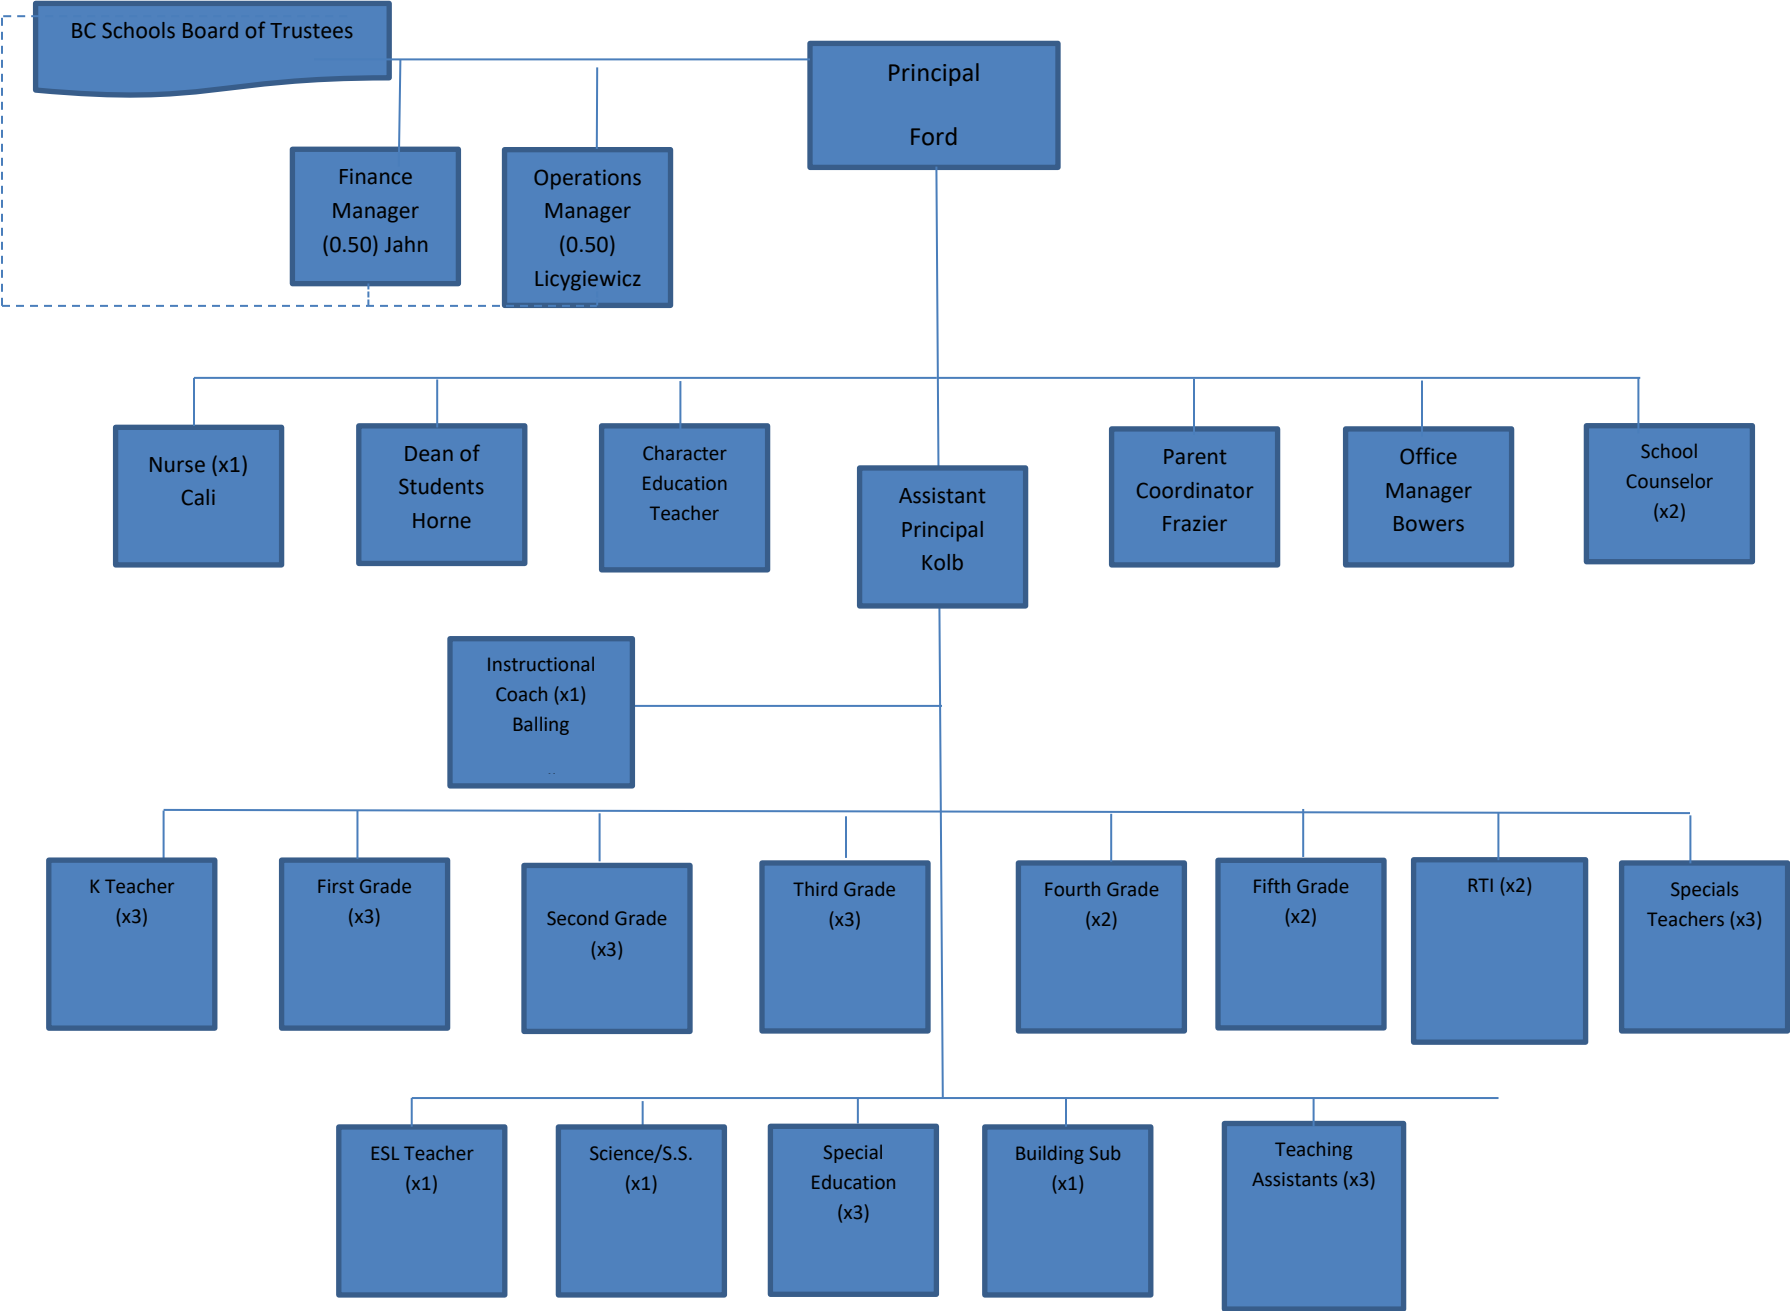 BC Schools Board of Trustees
Principal
Ford
Finance
Manager
(0.50) Jahn
Operations
Manager
(0.50)
Licygiewicz
Nurse (x1)
Cali
Dean of
Students
Horne
Character
Education
Teacher
Assistant
Principal
Kolb
Parent
Coordinator
Frazier
Office
Manager
Bowers
School
Counselor
(x2)
Instructional
Coach (x1)
Balling
..
K Teacher
(x3)
First Grade
(x3)
Second Grade
(x3)
Third Grade
(x3)
Fourth Grade
(x2)
Fifth Grade
(x2)
RTI (x2)
Specials
Teachers (x3)
ESL Teacher
(x1)
Science/S.S.
(x1)
Special
Education
(x3)
Building Sub
(x1)
Teaching
Assistants (x3)